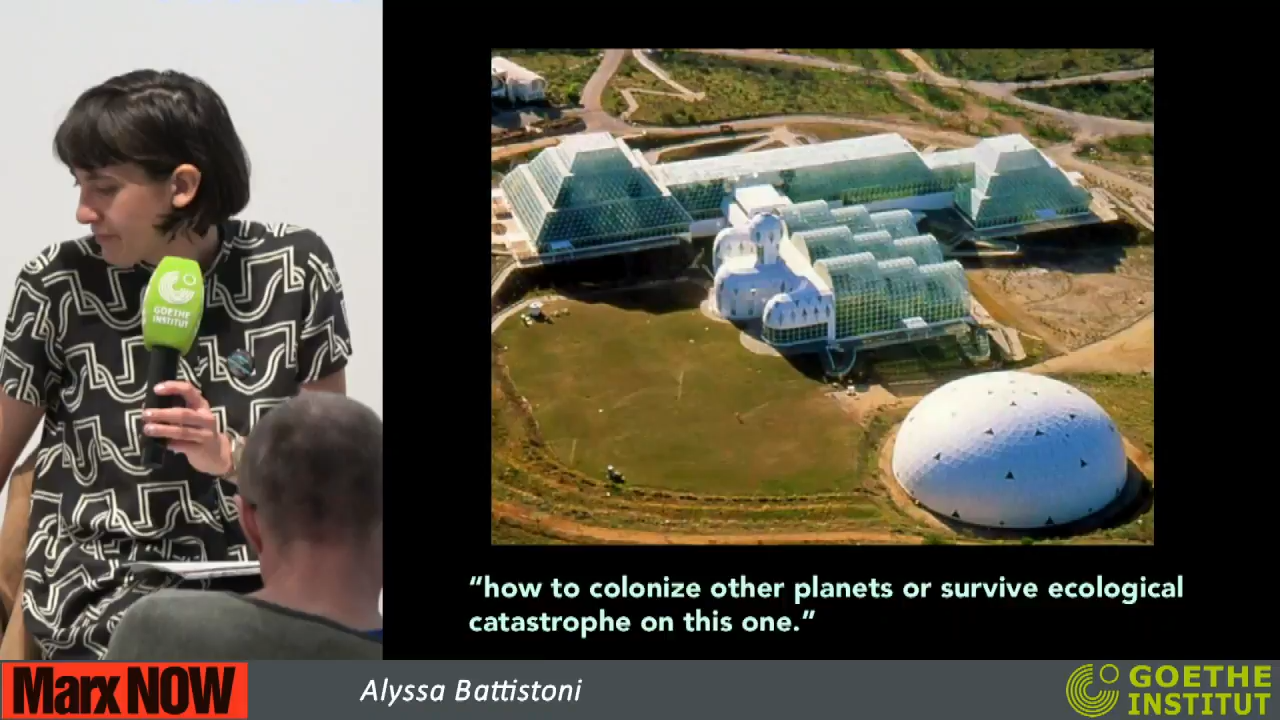 GOETHE
INSTITUT
“how to colonize other planets or survive ecological
catastrophe on this one.”
Marx NOW
Alyssa Battistoni
GOETHE
INSTITUT